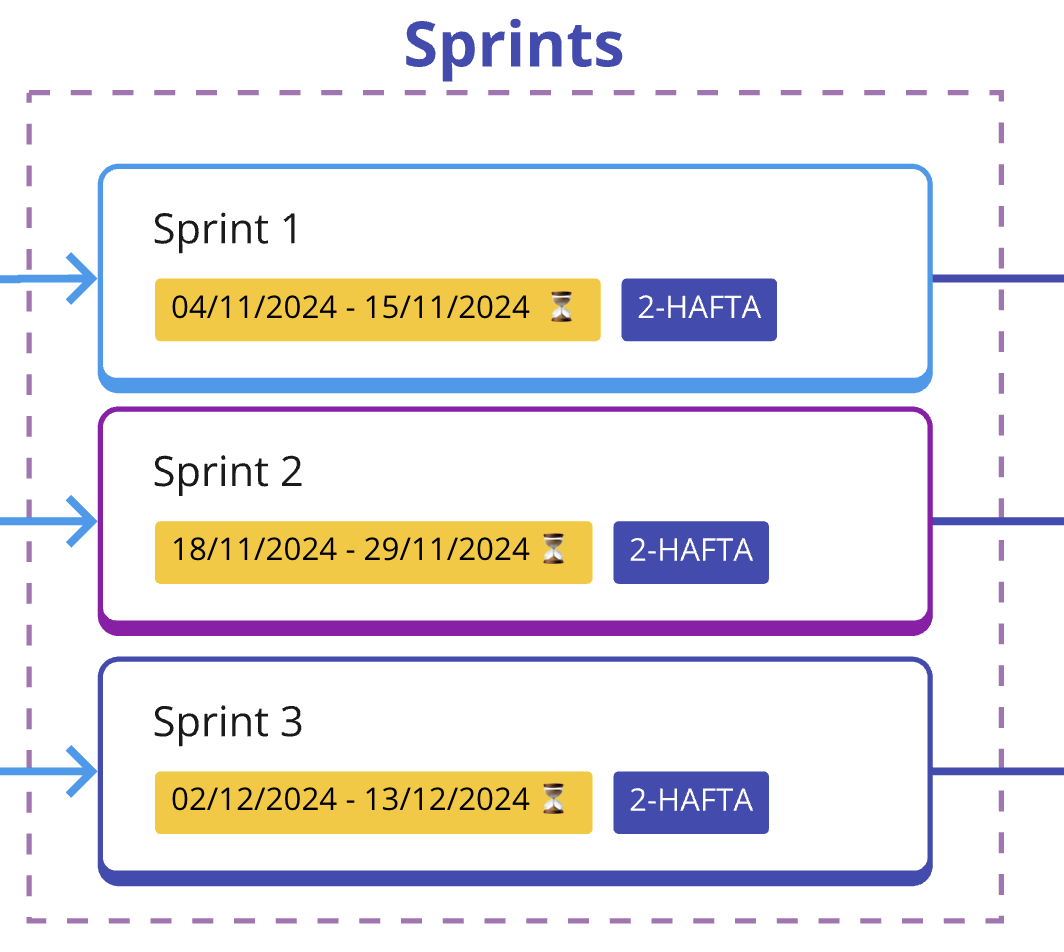 Sprints
Sprint 1
04/11/2024 - 15/11/2024 ⏳ 2-HAFTA
Sprint 2
18/11/2024 - 29/11/2024 ⏳ 2-HAFTA
Sprint 3
02/12/2024 - 13/12/2024 ⏳ 2-HAFTA